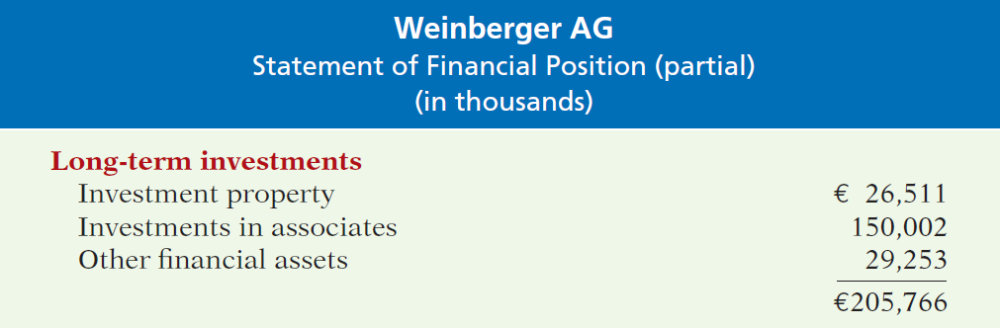 Weinberger AG
Statement of Financial Position (partial)
(in thousands)
Long-term investments
Investment property € 26,511
Investments in associates 150,002
Other financial assets 29,253
€205,766